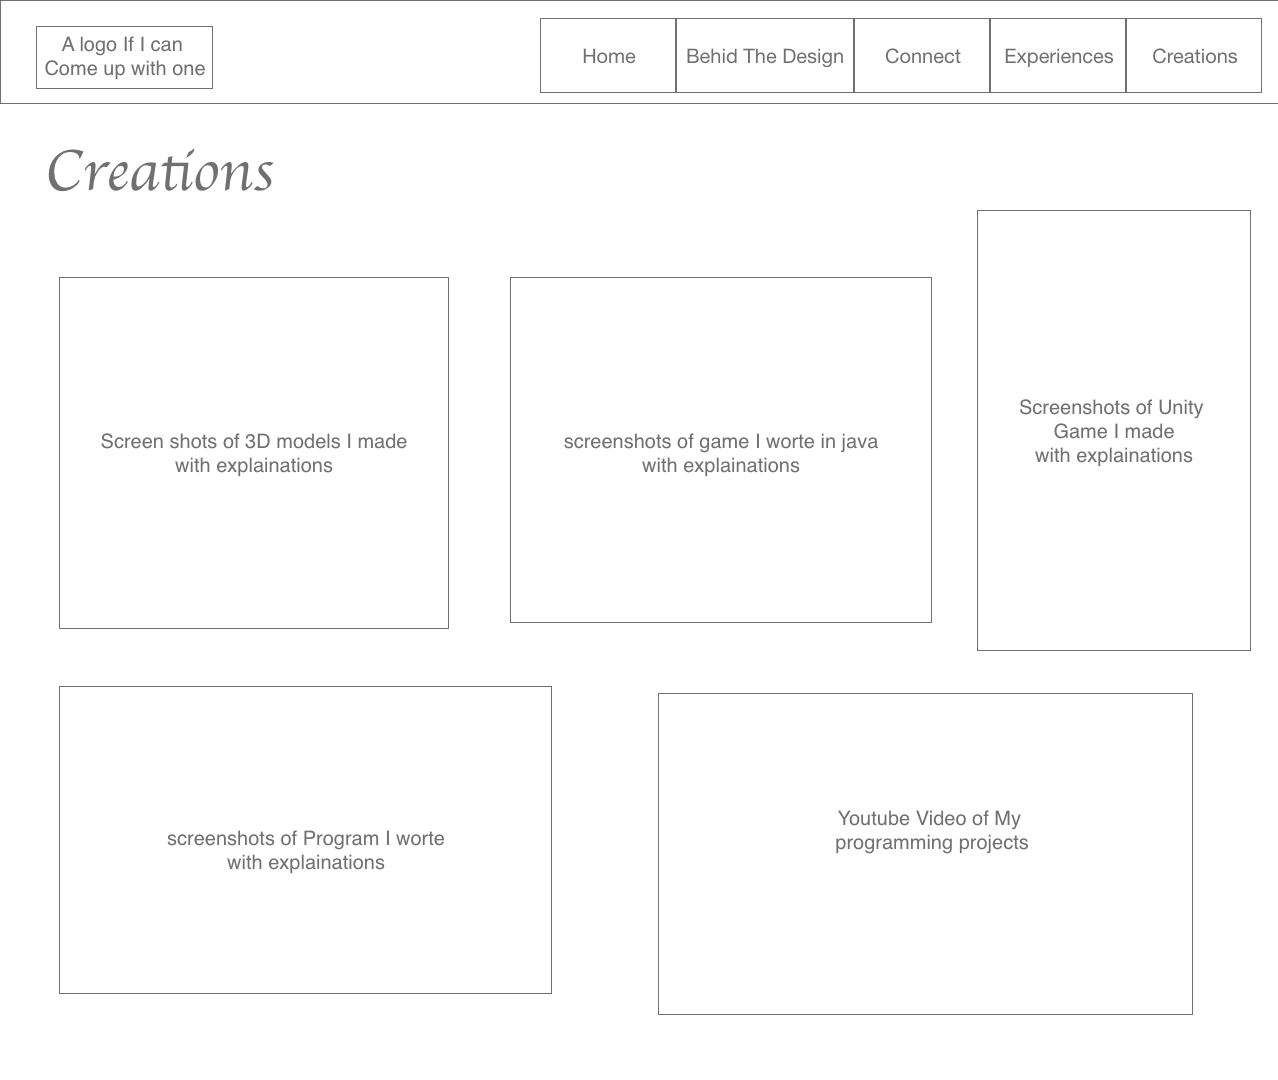 A logo If I can
Come up with one
Home
Behid The Design
Connect
Experiences
Creations
Creations
Screen shots of 3D models I made
with explainations
screenshots of game I worte in java
with explainations
Screenshots of Unity
Game I made
with explainations
screenshots of Program I worte
with explainations
Youtube Video of My
programming projects